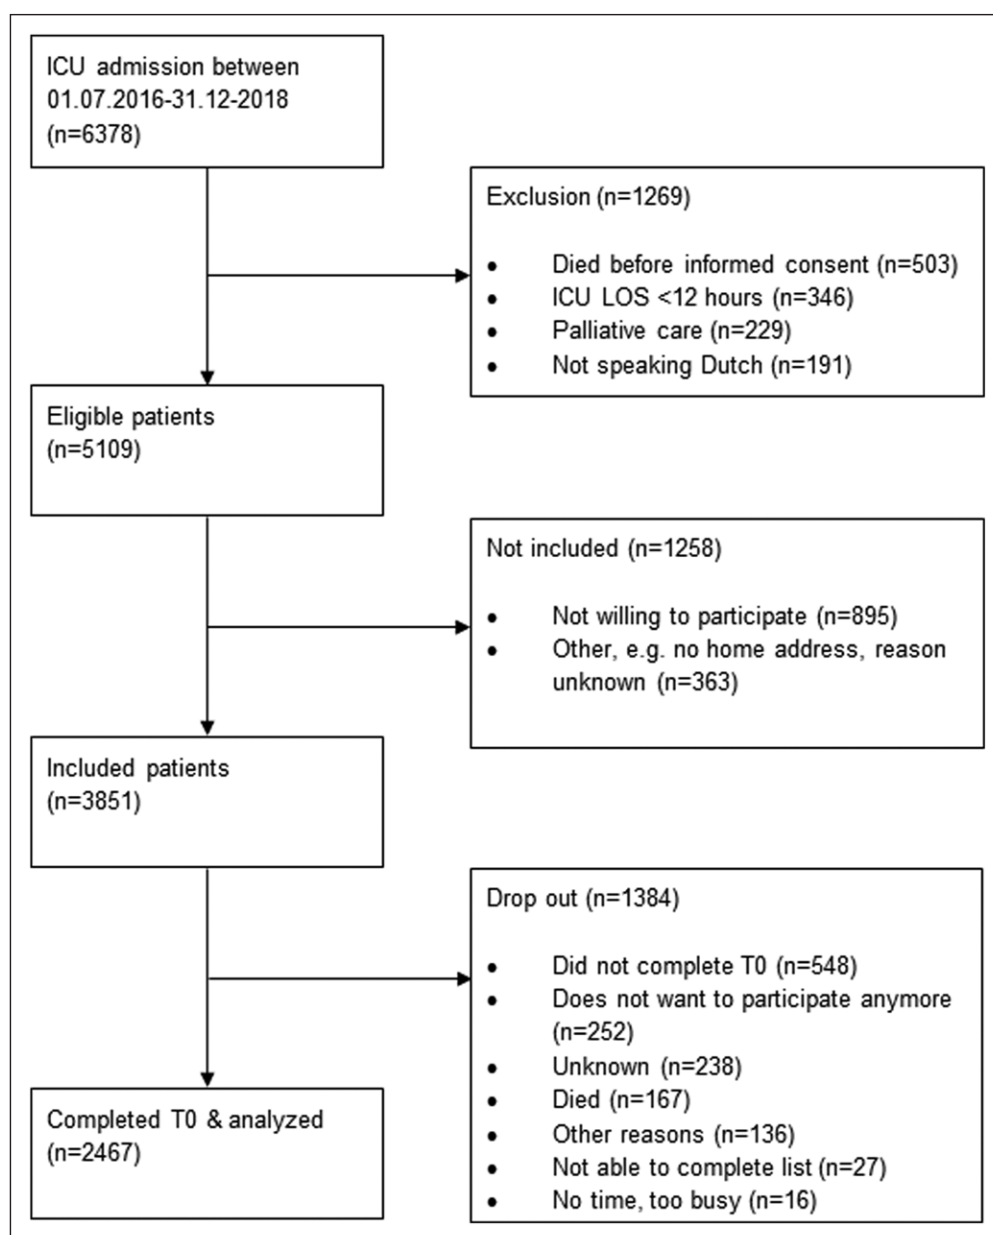 ICU admission between
01.07.2016-31.12-2018
(n=6378)
Exclusion (n=1269)
• Died before informed consent (n=503)
• ICU LOS <12 hours (n=346)
• Palliative care (n=229)
• Not speaking Dutch (n=191)
Eligible patients
(n=5109)
Not included (n=1258)
• Not willing to participate (n=895)
• Other, e.g. no home address, reason
unknown (n=363)
Included patients
(n=3851)
Drop out (n=1384)
• Did not complete T0 (n=548)
• Does not want to participate anymore
(n=252)
• Unknown (n=238)
• Died (n=167)
• Other reasons (n=136)
• Not able to complete list (n=27)
• No time, too busy (n=16)
Completed T0 & analyzed
(n=2467)